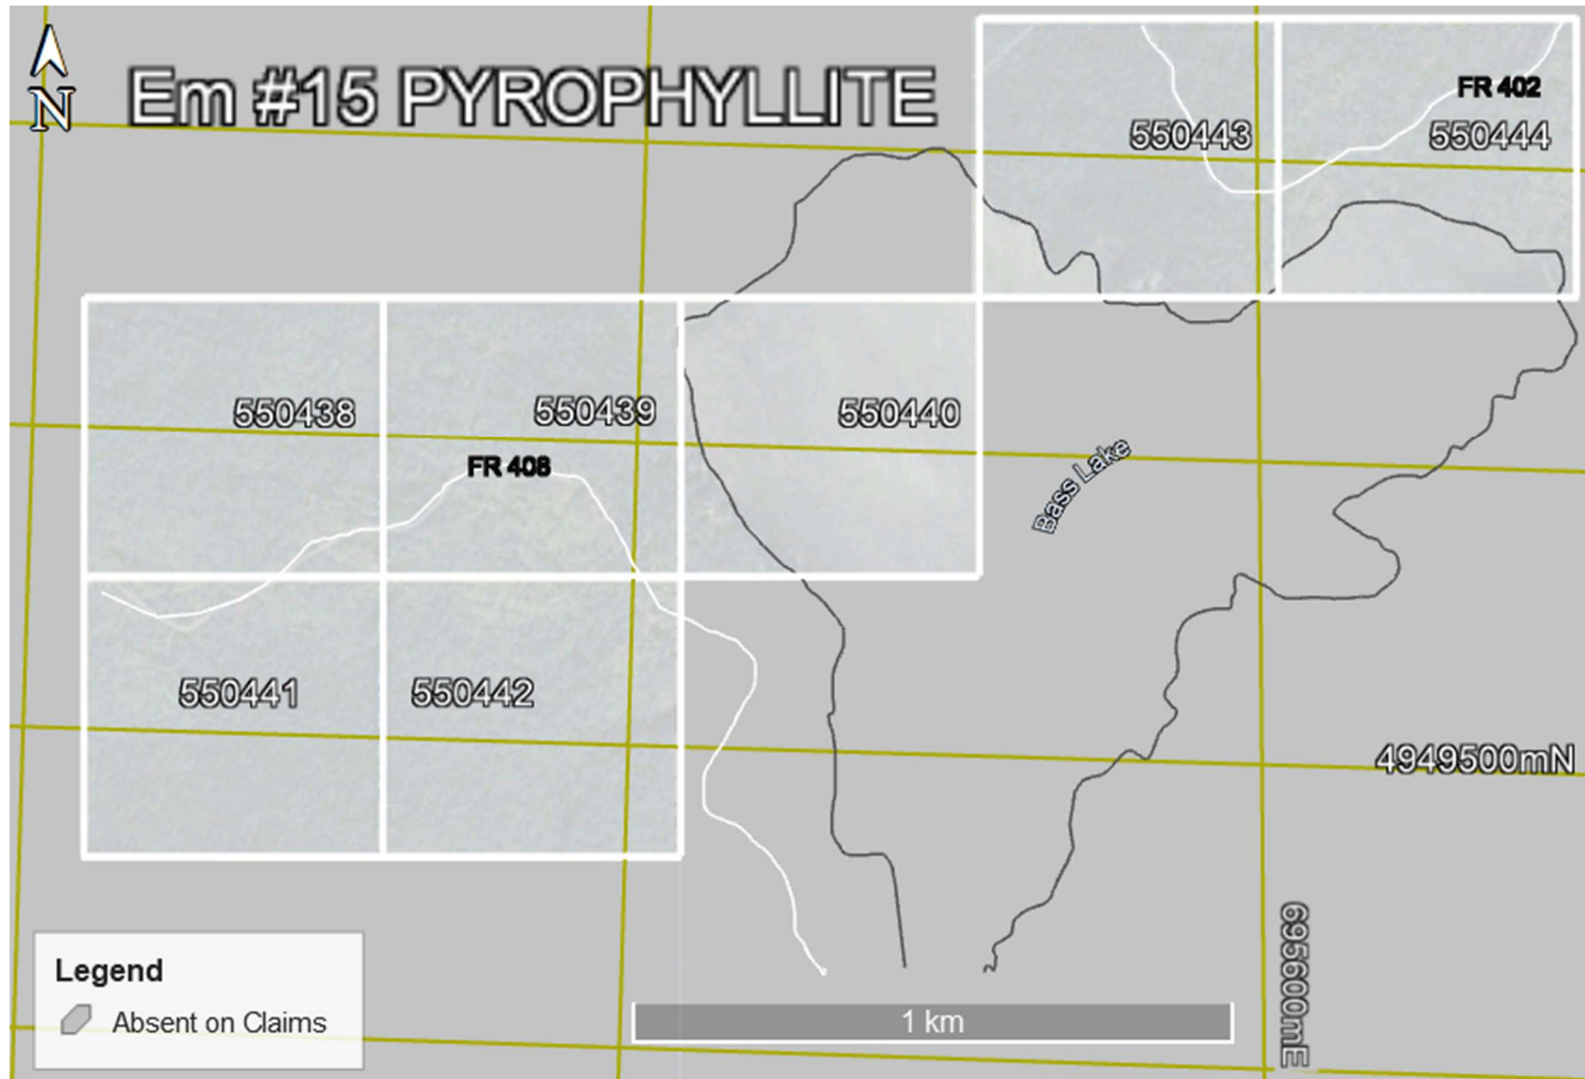 N
Em #15 PYROPHYLLITE
FR 402
550443
550444
550438
550439
550440
FR 408
Bass Lake
550441
550442
4949500mN
695600mE
Legend
Absent on Claims
1 km